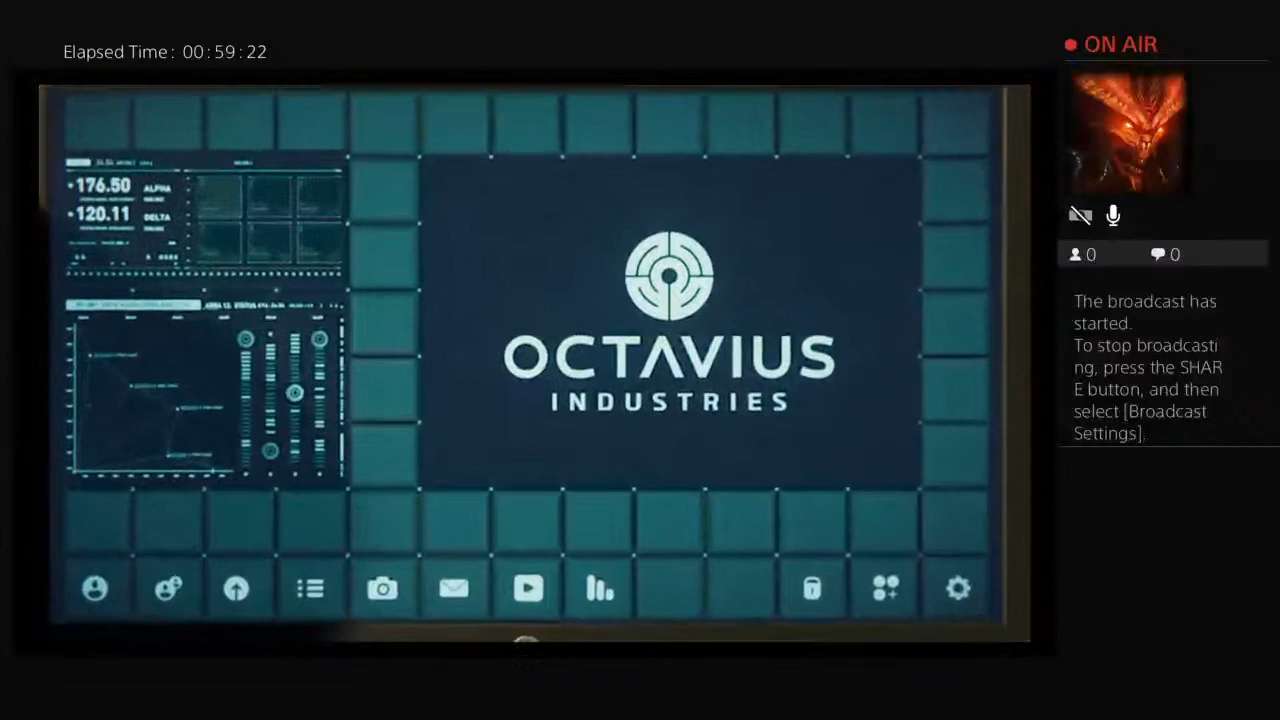 Elapsed Time: 00:59:22
ON AIR
176.50 ALPHA
120.11 DELTA
OCTAVIUS
INDUSTRIES
0
0
The broadcast has
started.
To stop broadcasti
ng, press the SHAR
E button, and then
select [Broadcast
Settings].